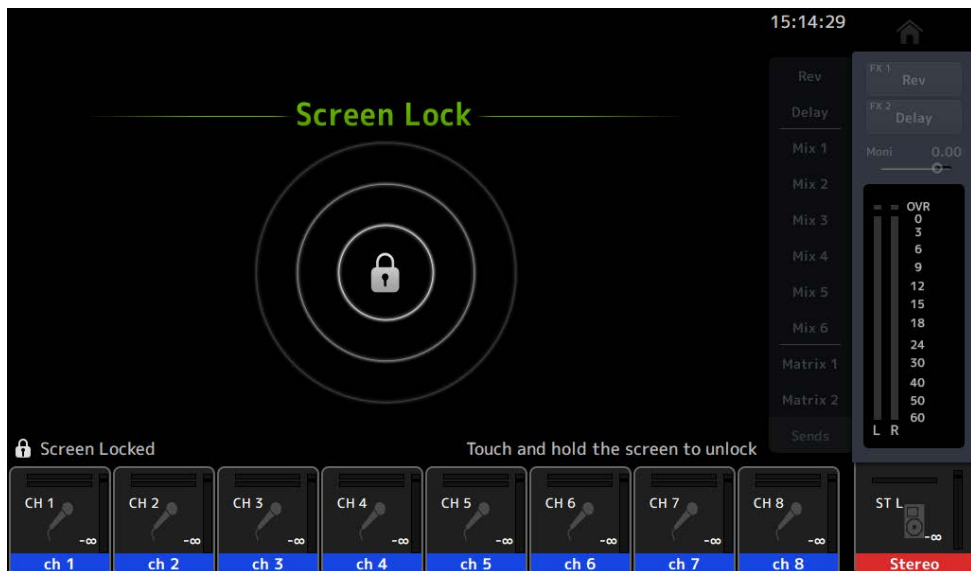 15:14:29
Screen Lock
Rev
Delay
Mix 1
Mix 2
Mix 3
Mix 4
Mix 5
Mix 6
Matrix 1
Matrix 2
Sends
FX 1
Rev
FX 2
Delay
Moni 0.00
OVR
0
3
6
9
12
15
18
24
30
40
50
60
L R
Screen Locked
Touch and hold the screen to unlock
CH 1 CH 2 CH 3 CH 4 CH 5 CH 6 CH 7 CH 8 ST L
-∞ -∞ -∞ -∞ -∞ -∞ -∞ -∞ -∞
ch 1 ch 2 ch 3 ch 4 ch 5 ch 6 ch 7 ch 8 Stereo